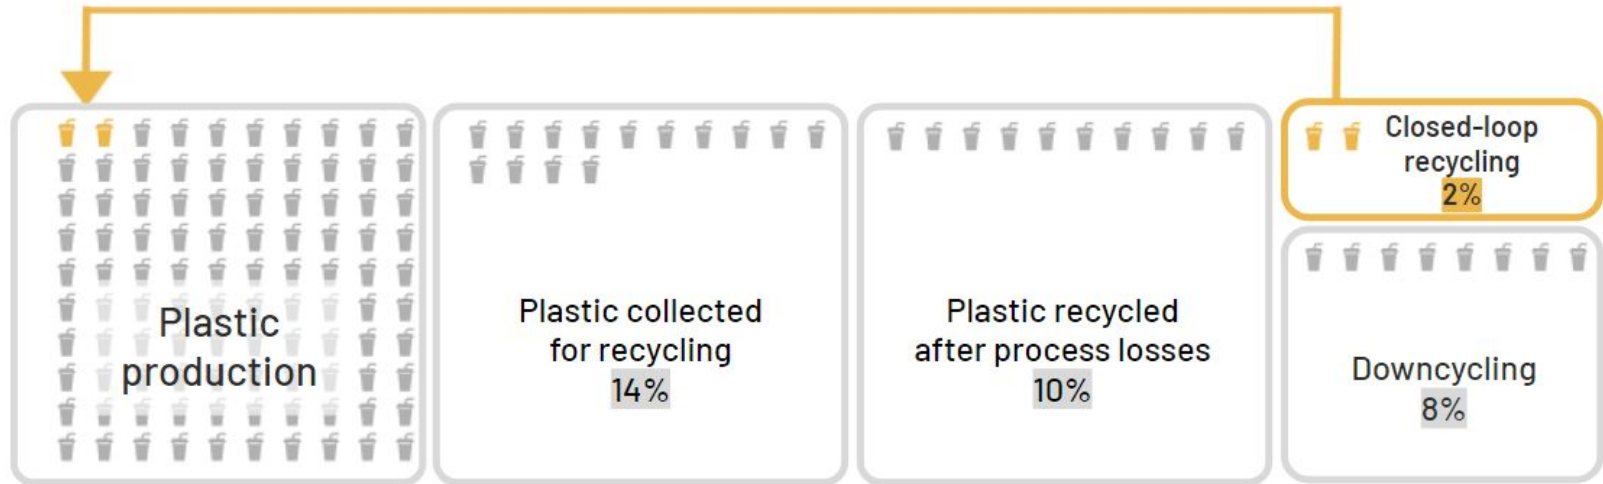 Plastic
production
Plastic collected
for recycling
14%
Plastic recycled
after process losses
10%
Closed-loop
recycling
2%
Downcycling
8%